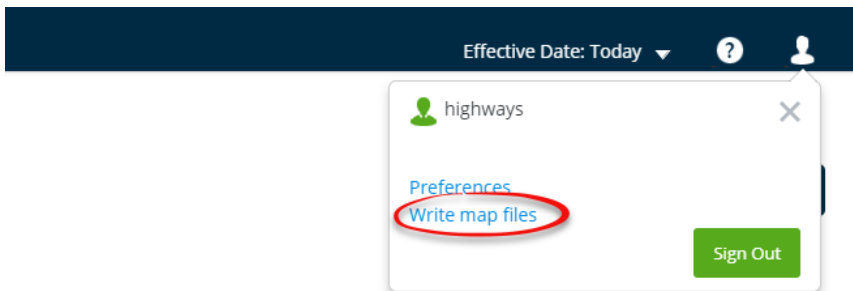 Effective Date: Today
?
highways
Preferences
Write map files
Sign Out